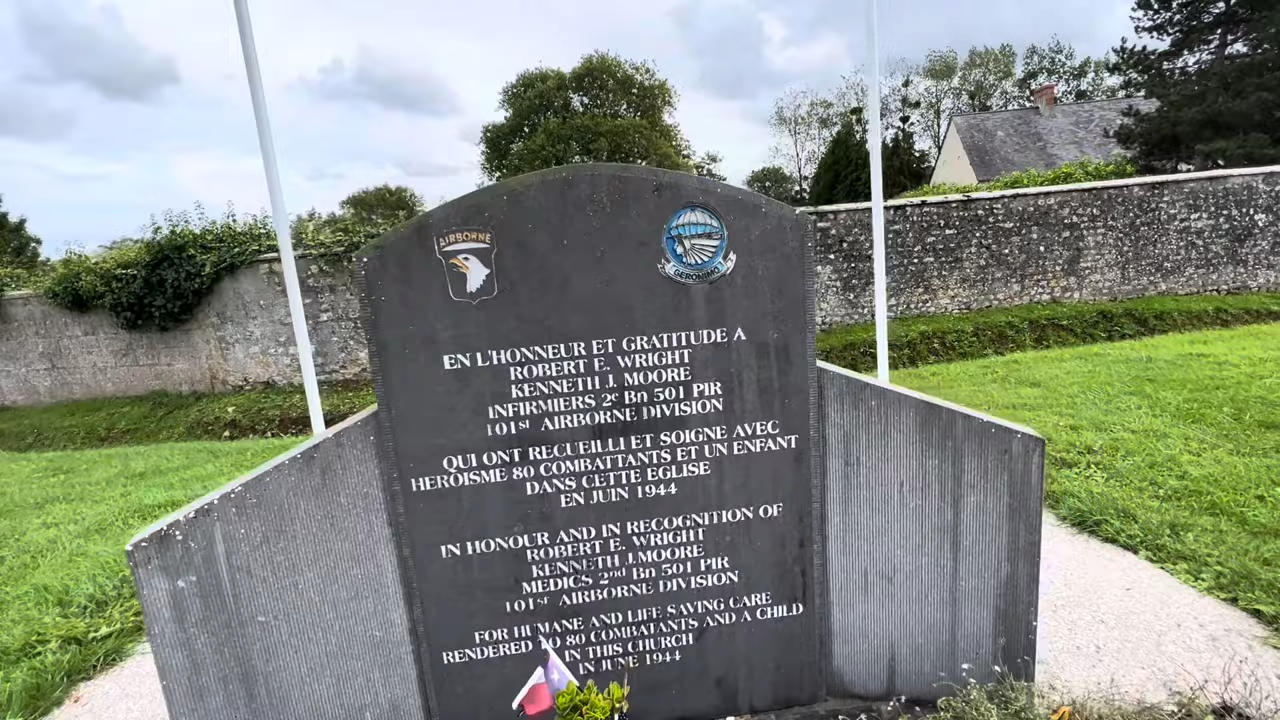 AIRBORNE
GERONIMO
EN L'HONNEUR ET GRATITUDE A
ROBERT E. WRIGHT
KENNETH J. MOORE
INFIRMIERS 2e Bn 501 PIR
101ST AIRBORNE DIVISION
QUI ONT RECUEILLI ET SOIGNE AVEC
HEROISME 80 COMBATTANTS ET UN ENFANT
DANS CETTE EGLISE
EN JUIN 1944
IN HONOUR AND IN RECOGNITION OF
ROBERT E. WRIGHT
KENNETH J.MOORE
MEDICS 2nd Bn 501 PIR
101ST AIRBORNE DIVISION
FOR HUMANE AND LIFE SAVING CARE
RENDERED TO 80 COMBATANTS AND A CHILD
IN THIS CHURCH
IN JUNE 1944